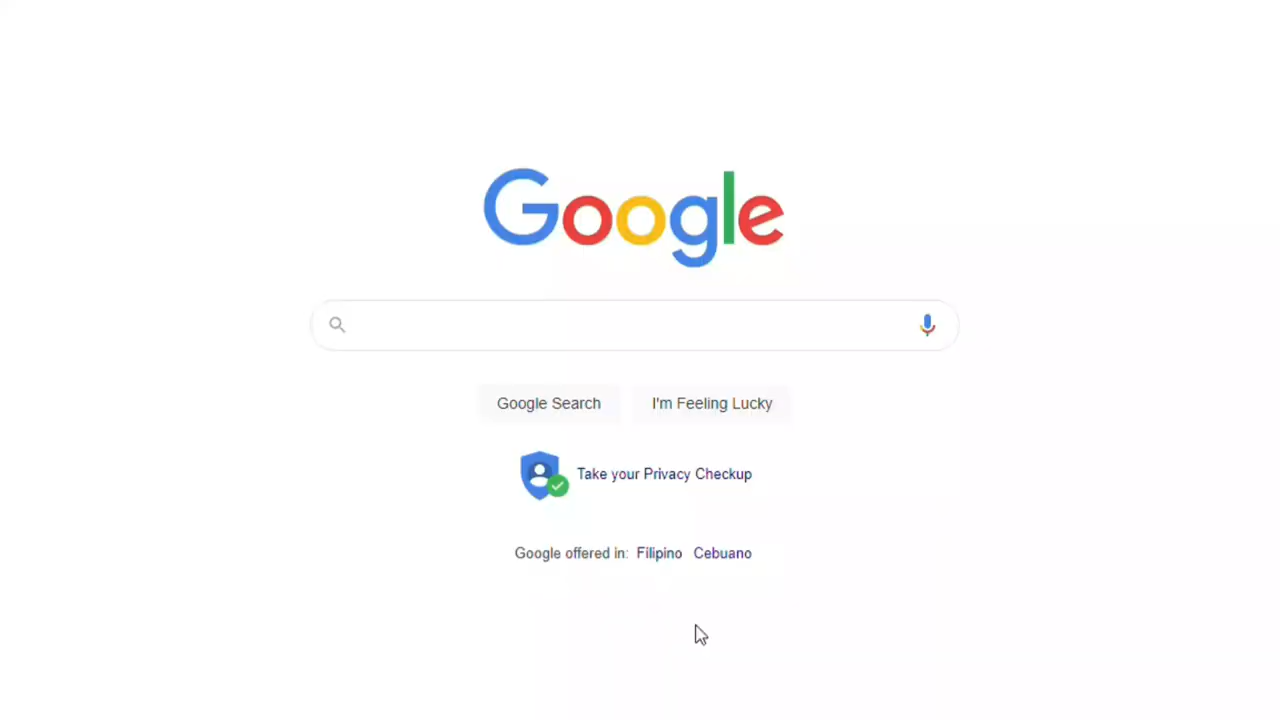 Google
Google Search I'm Feeling Lucky
Take your Privacy Checkup
Google offered in: Filipino Cebuano